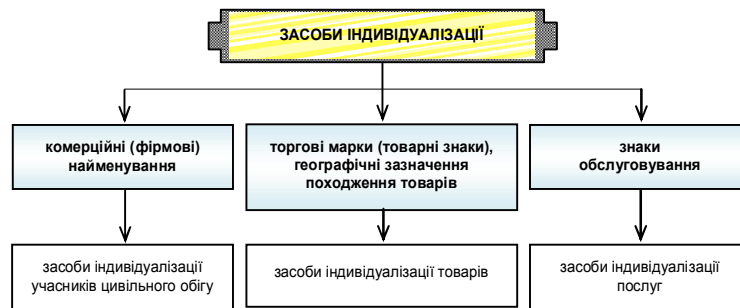 ЗАСОБИ ІНДИВІДУАЛІЗАЦІЇ
комерційні (фірмові)
найменування
торгові марки (товарні знаки),
географічні зазначення
походження товарів
знаки
обслуговування
засоби індивідуалізації
учасників цивільного обігу
засоби індивідуалізації товарів
засоби індивідуалізації
послуг